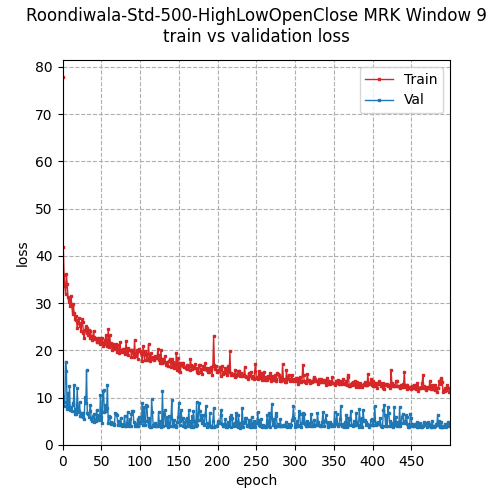 Roondiwala-Std-500-HighLowOpenClose MRK Window 9
train vs validation loss
Train
Val
80
70
60
50
40
30
20
10
0
loss
0 50 100 150 200 250 300 350 400 450
epoch